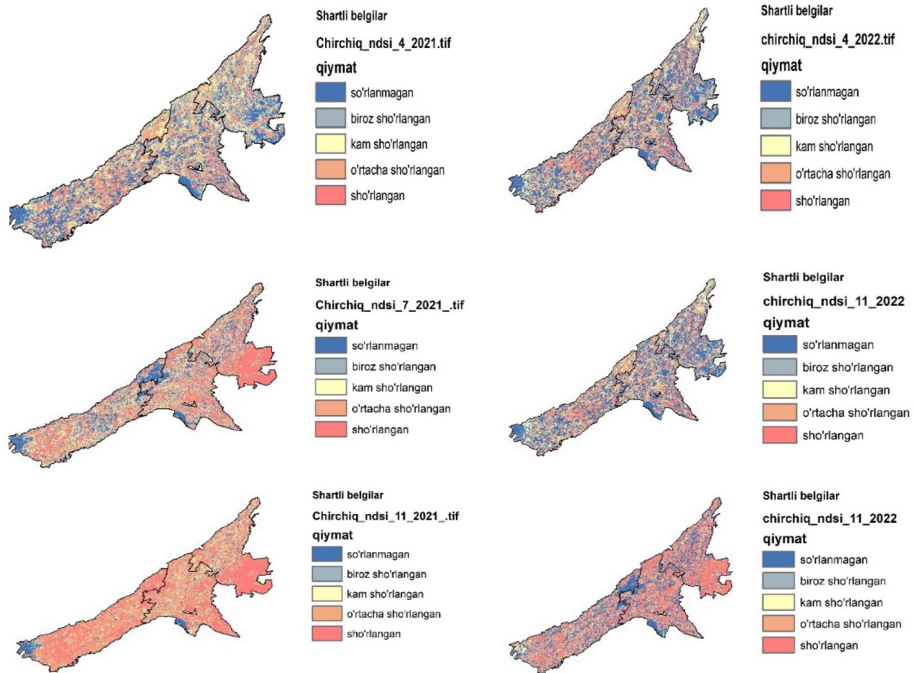 Shartli belgilar
Chirchiq_ndsi_4_2021.tif
qiymat
so'rlanmagan
biroz sho'rlangan
kam sho'rlangan
o'rtacha sho'rlangan
sho'rlangan
Shartli belgilar
chirchiq_ndsi_4_2022.tif
qiymat
so'rlanmagan
biroz sho'rlangan
kam sho'rlangan
o'rtacha sho'rlangan
sho'rlangan
Shartli belgilar
Chirchiq_ndsi_7_2021_.tif
qiymat
so'rlanmagan
biroz sho'rlangan
kam sho'rlangan
o'rtacha sho'rlangan
sho'rlangan
Shartli belgilar
chirchiq_ndsi_11_2022
qiymat
so'rlanmagan
biroz sho'rlangan
kam sho'rlangan
o'rtacha sho'rlangan
sho'rlangan
Shartli belgilar
Chirchiq_ndsi_11_2021_.tif
qiymat
so'rlanmagan
biroz sho'rlangan
kam sho'rlangan
o'rtacha sho'rlangan
sho'rlangan
Shartli belgilar
chirchiq_ndsi_11_2022
qiymat
so'rlanmagan
biroz sho'rlangan
kam sho'rlangan
o'rtacha sho'rlangan
sho'rlangan